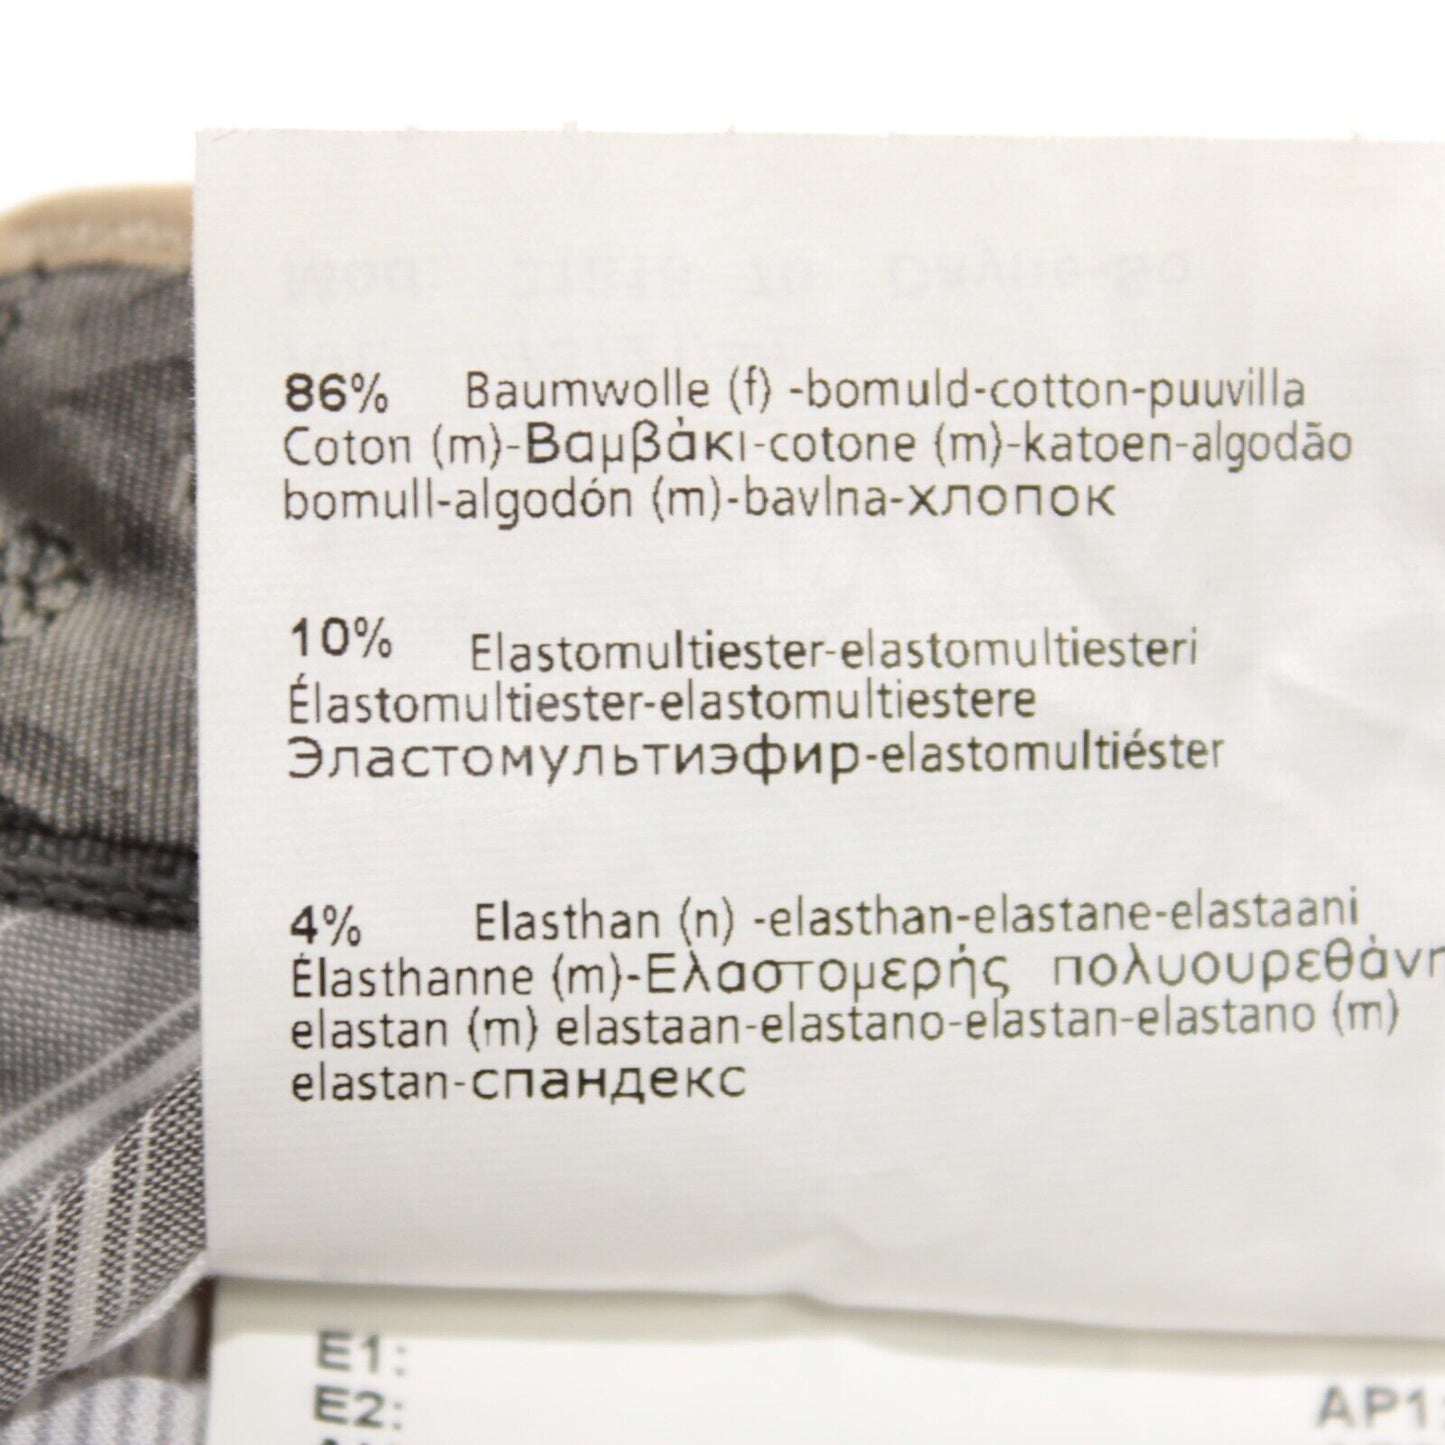 86% Baumwolle (f) -bomuld-cotton-puuvilla
Coton (m)-Βαμβάκι-cotone (m)-katoen-algodão
bomull-algodón (m)-bavlna-хлопок
10% Elastomultiester-elastomultiesteri
Élastomultiester-elastomultiestere
Эластомультиэфир-elastomultiéster
4% Elasthan (n) -elasthan-elastane-elastaani
Élasthanne (m)-Ελαστομερής πολυουρεθάνη
elastan (m) elastaan-elastano-elastan-elastano (m)
elastan-спандекс
E1:
E2:
AP1: